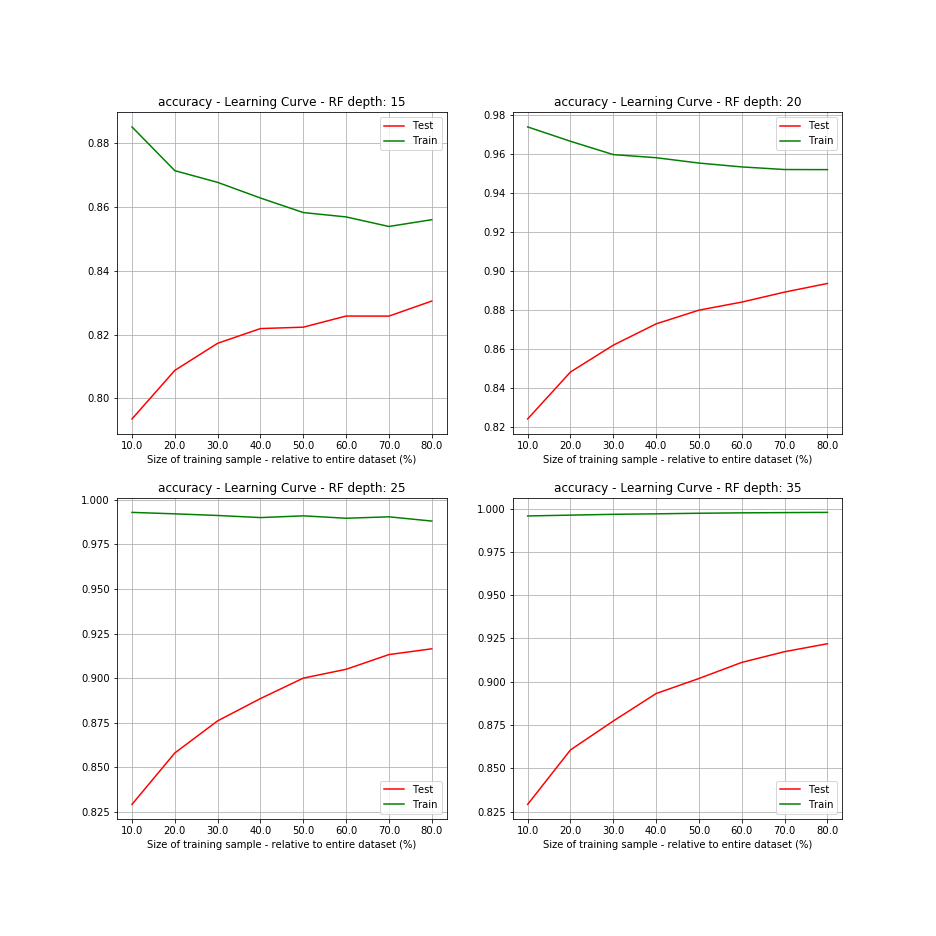 accuracy - Learning Curve - RF depth: 15
Test
Train
0.88
0.86
0.84
0.82
0.80
10.0 20.0 30.0 40.0 50.0 60.0 70.0 80.0
Size of training sample - relative to entire dataset (%)
accuracy - Learning Curve - RF depth: 20
Test
Train
0.98
0.96
0.94
0.92
0.90
0.88
0.86
0.84
0.82
10.0 20.0 30.0 40.0 50.0 60.0 70.0 80.0
Size of training sample - relative to entire dataset (%)
accuracy - Learning Curve - RF depth: 25
1.000
0.975
0.950
0.925
0.900
0.875
0.850
0.825
Test
Train
10.0 20.0 30.0 40.0 50.0 60.0 70.0 80.0
Size of training sample - relative to entire dataset (%)
accuracy - Learning Curve - RF depth: 35
1.000
0.975
0.950
0.925
0.900
0.875
0.850
0.825
Test
Train
10.0 20.0 30.0 40.0 50.0 60.0 70.0 80.0
Size of training sample - relative to entire dataset (%)